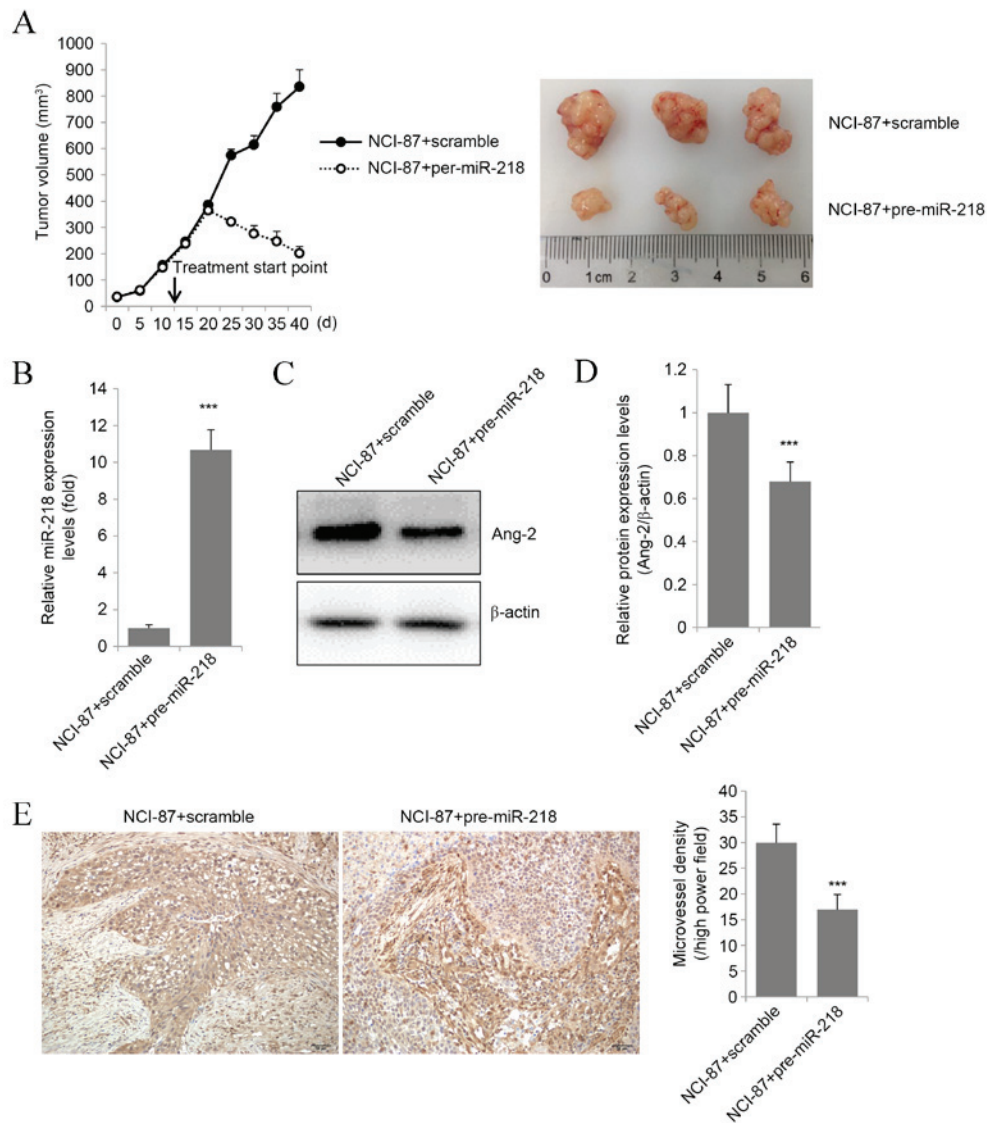 A
1000
900
800
700
600
500
400
300
200
100
0
Tumor volume (mm³)
0 5 10 15 20 25 30 35 40 (d)
Treatment start point
NCI-87+scramble
NCI-87+per-miR-218
NCI-87+scramble
NCI-87+pre-miR-218
0 1 cm 2 3 4 5 6
B
14
12
10
8
6
4
2
0
Relative miR-218 expression
levels (fold)
***
NCI-87+scramble
NCI-87+pre-miR-218
C
NCI-87+scramble
NCI-87+pre-miR-218
Ang-2
β-actin
D
1.2
1
0.8
0.6
0.4
0.2
0
Relative protein expression levels
(Ang-2/β-actin)
***
NCI-87+scramble
NCI-87+pre-miR-218
E
NCI-87+scramble
NCI-87+pre-miR-218
40
35
30
25
20
15
10
5
0
Microvessel density
(/high power field)
***
NCI-87+scramble
NCI-87+pre-miR-218